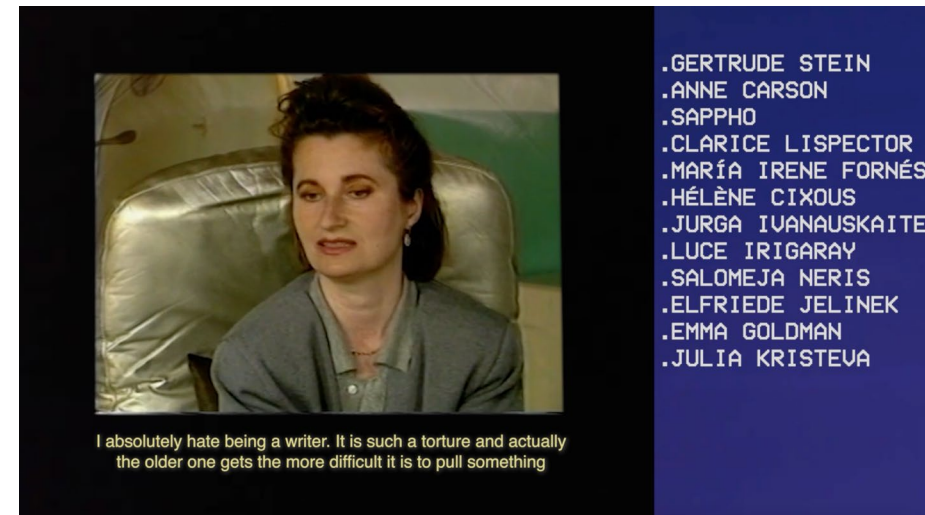 .GERTRUDE STEIN
.ANNE CARSON
.SAPPHO
.CLARICE LISPECTOR
.MARÍA IRENE FORNÉS
.HÉLÈNE CIXOUS
.JURGA IVANAUSKAITE
.LUCE IRIGARAY
.SALOMEJA NERIS
.ELFRIEDE JELINEK
.EMMA GOLDMAN
.JULIA KRISTEVA
I absolutely hate being a writer. It is such a torture and actually
the older one gets the more difficult it is to pull something